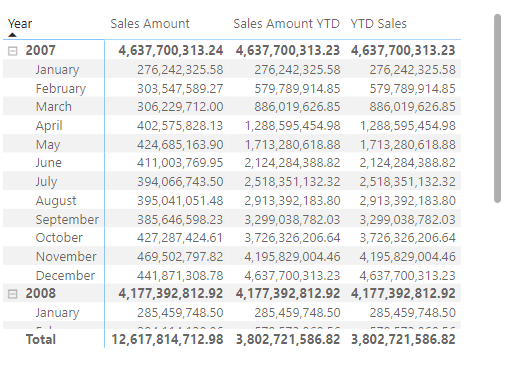 Year Sales Amount Sales Amount YTD YTD Sales
2007 4,637,700,313.24 4,637,700,313.23 4,637,700,313.23
January 276,242,325.58 276,242,325.58 276,242,325.58
February 303,547,589.27 579,789,914.85 579,789,914.85
March 306,229,712.00 886,019,626.85 886,019,626.85
April 402,575,828.13 1,288,595,454.98 1,288,595,454.98
May 424,685,163.90 1,713,280,618.88 1,713,280,618.88
June 411,003,769.95 2,124,284,388.82 2,124,284,388.82
July 394,066,743.50 2,518,351,132.32 2,518,351,132.32
August 395,041,051.48 2,913,392,183.80 2,913,392,183.80
September 385,646,598.23 3,299,038,782.03 3,299,038,782.03
October 427,287,424.61 3,726,326,206.64 3,726,326,206.64
November 469,502,797.82 4,195,829,004.46 4,195,829,004.46
December 441,871,308.78 4,637,700,313.23 4,637,700,313.23
2008 4,177,392,812.92 4,177,392,812.92 4,177,392,812.92
January 285,459,748.50 285,459,748.50 285,459,748.50
Total 12,617,814,712.98 3,802,721,586.82 3,802,721,586.82